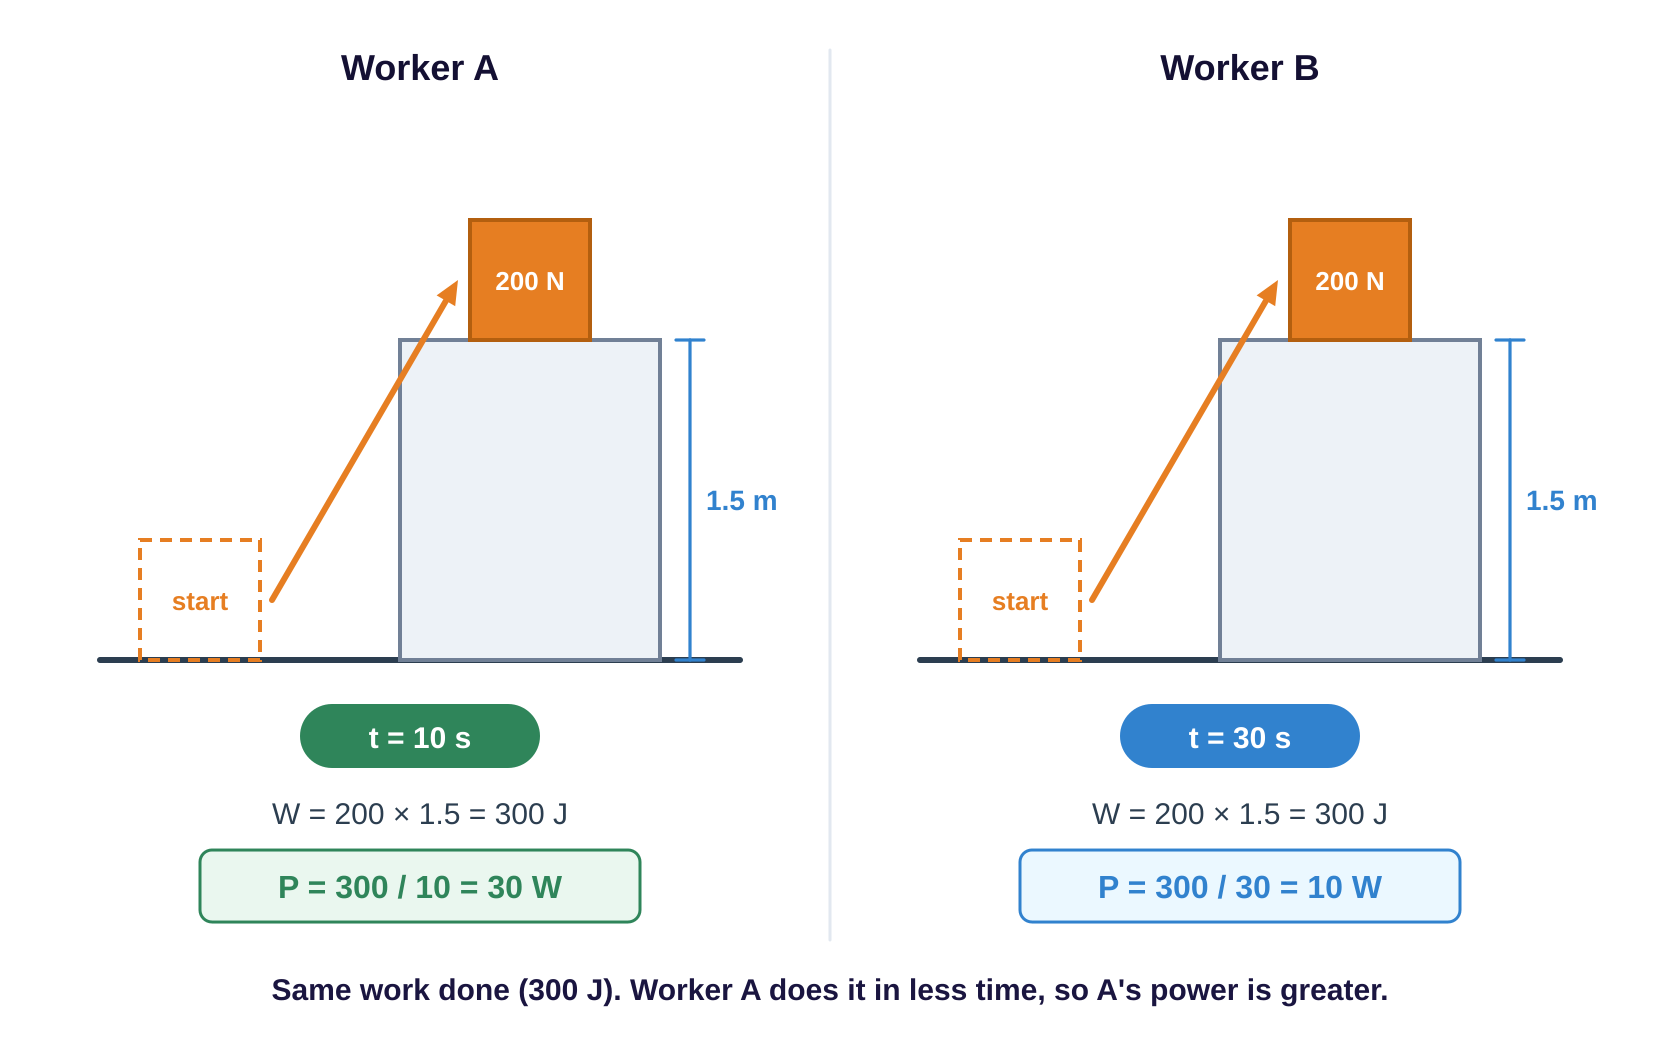 Worker A
200 N
1.5 m
start
t = 10 s
W = 200 × 1.5 = 300 J
P = 300 / 10 = 30 W
Worker B
200 N
1.5 m
start
t = 30 s
W = 200 × 1.5 = 300 J
P = 300 / 30 = 10 W
Same work done (300 J). Worker A does it in less time, so A's power is greater.